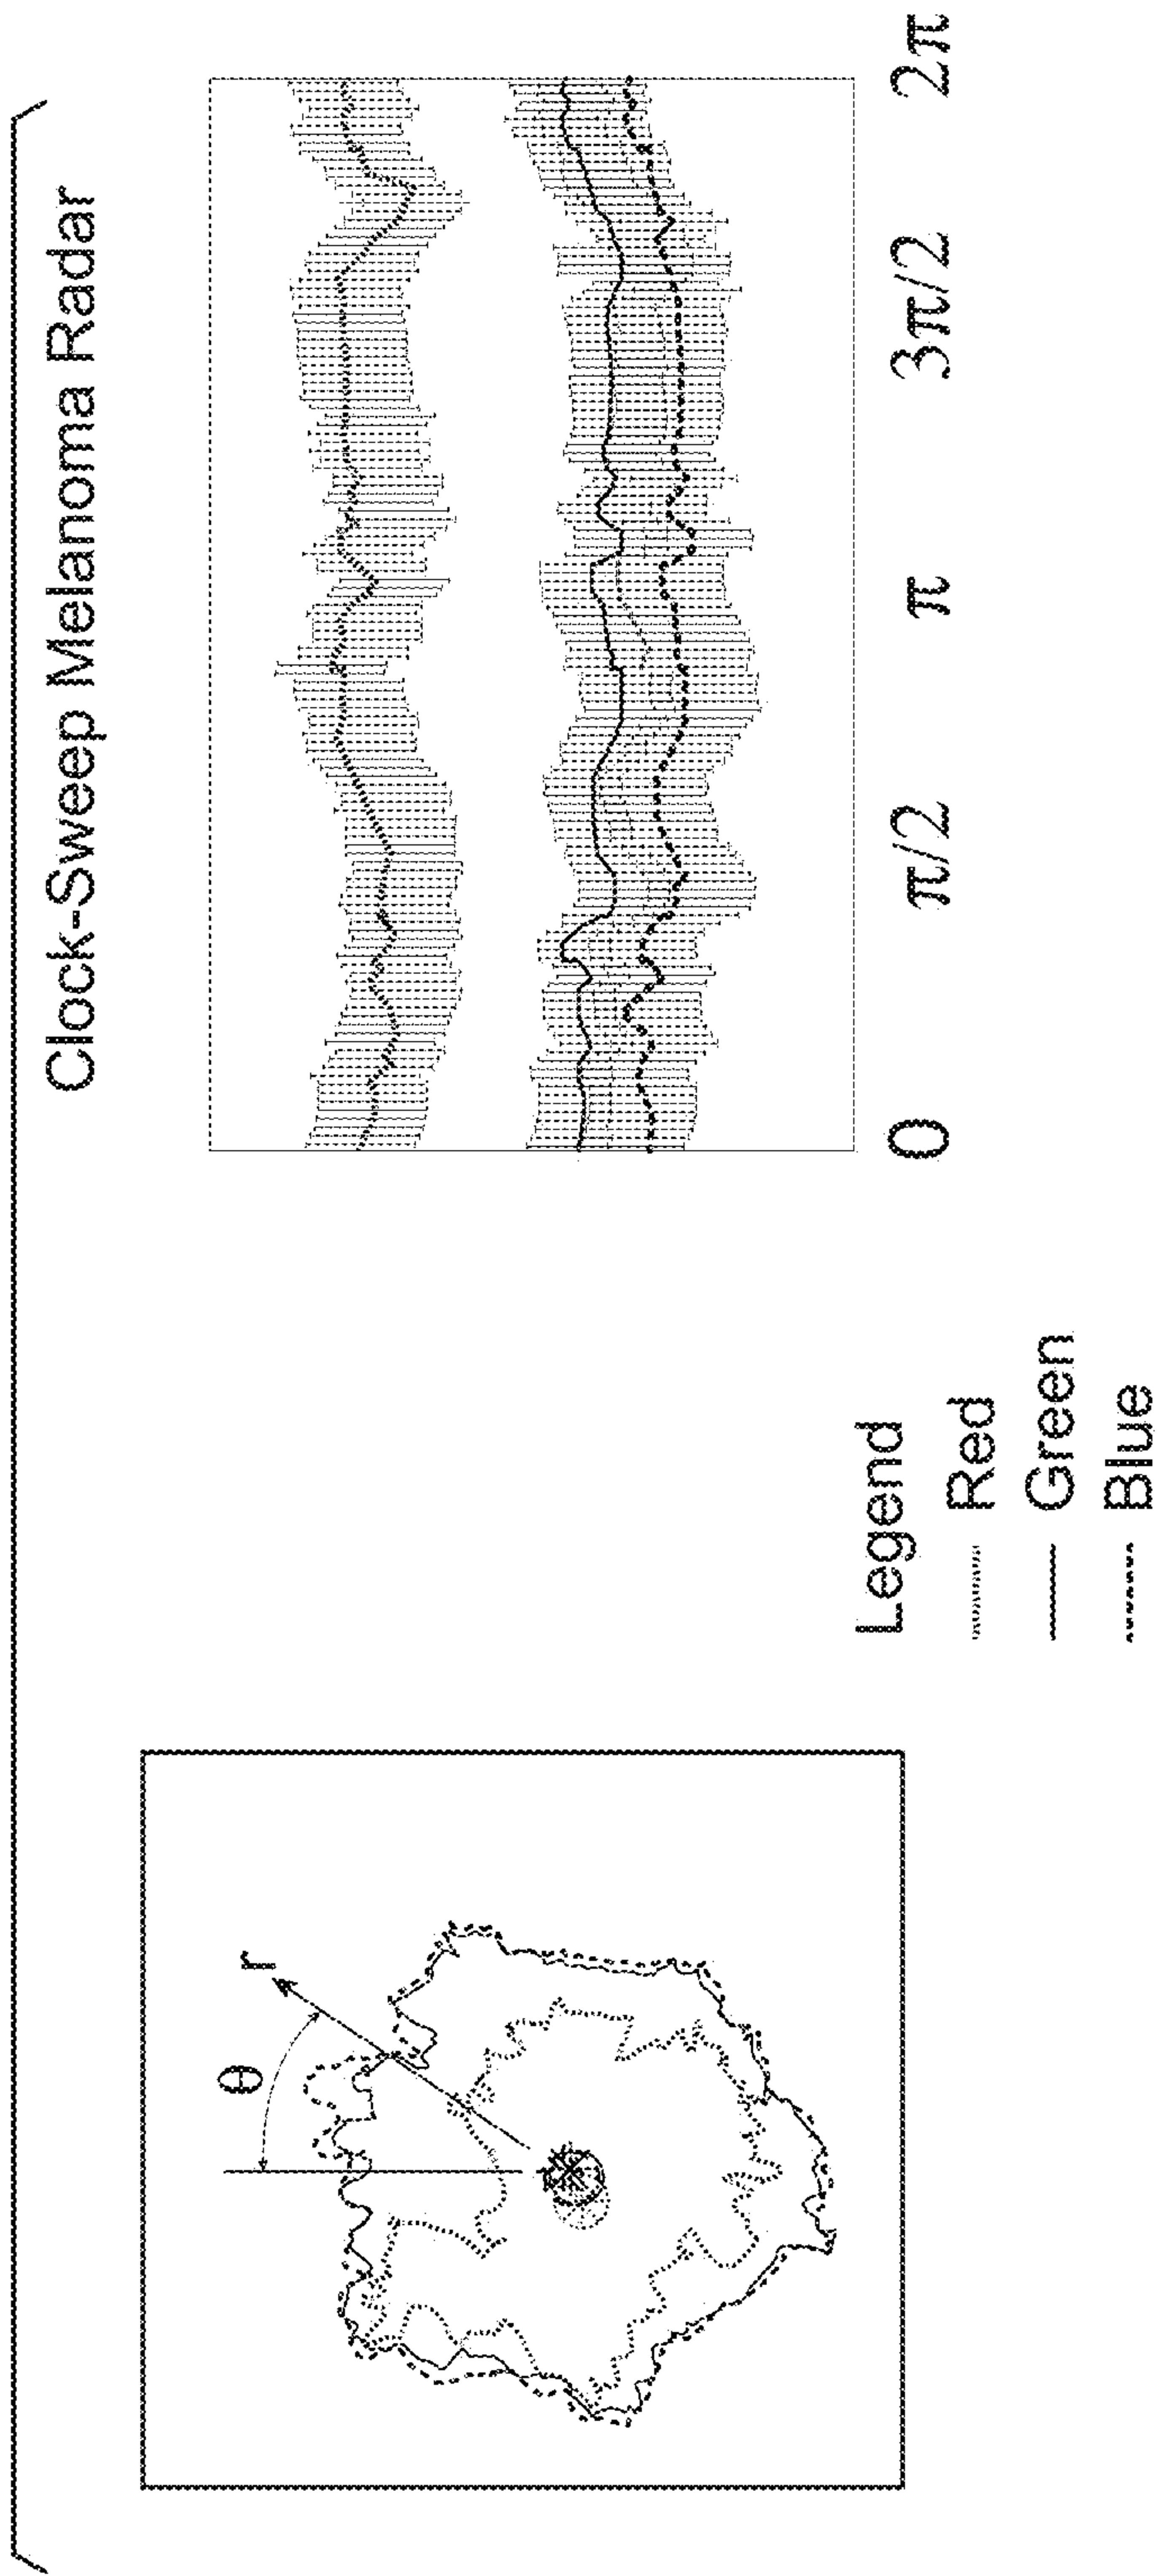 Clock-Sweep Melanoma Radar
θ
r
0
π/2
π
3π/2
2π
Legend
Red
Green
Blue